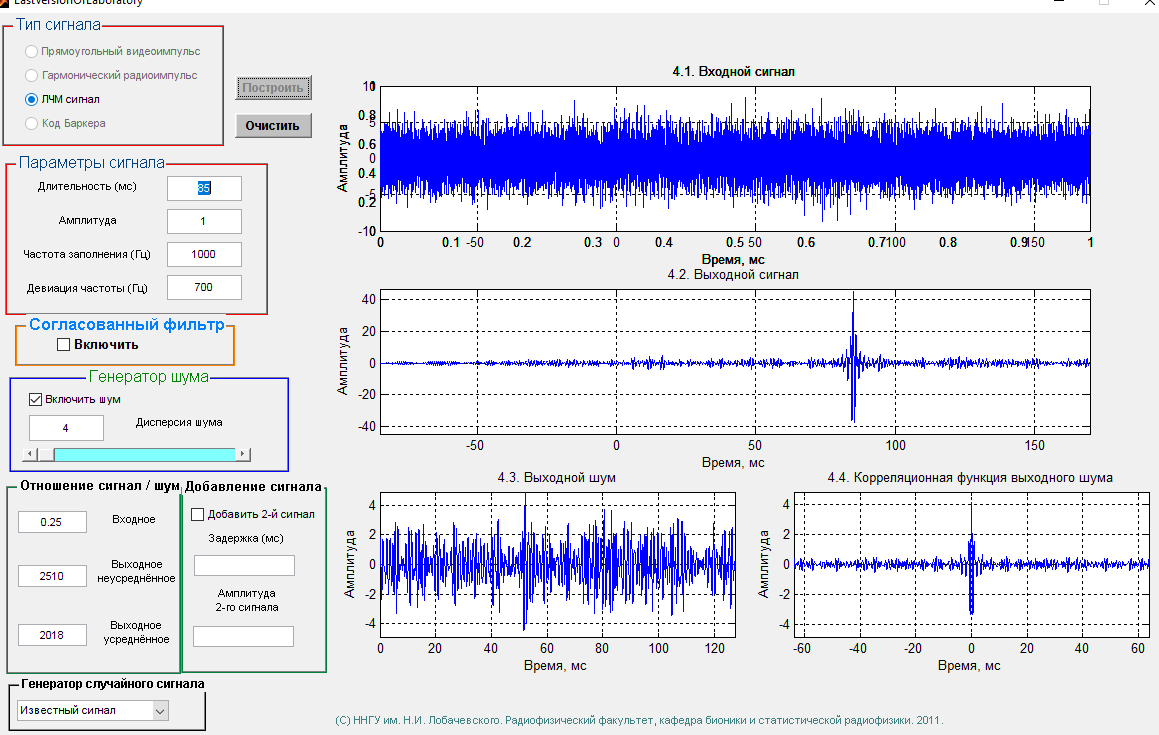 LastVersionOfLaboratory
Тип сигнала
Прямоугольный видеоимпульс
Гармонический радиоимпульс
ЛЧМ сигнал
Код Баркера
Построить
Очистить
Параметры сигнала
Длительность (мс)
85
Амплитуда
1
Частота заполнения (Гц)
1000
Девиация частоты (Гц)
700
Согласованный фильтр
Включить
Генератор шума
Включить шум
4
Дисперсия шума
Отношение сигнал / шум
0.25
Входное
2510
Выходное
неусреднённое
2018
Выходное
усреднённое
Добавление сигнала
Добавить 2-й сигнал
Задержка (мс)
Амплитуда
2-го сигнала
Генератор случайного сигнала
Известный сигнал
4.1. Входной сигнал
Амплитуда
10
1
0.8
5
0.6
0
0.4
-5
0.2
-10
0 0.1 -50 0.2 0.3 0 0.4 0.5 50 0.6 0.7 100 0.8 0.9 150 1
Время, мс
4.2. Выходной сигнал
Амплитуда
40
20
0
-20
-40
-50 0 50 100 150
Время, мс
4.3. Выходной шум
Амплитуда
4
2
0
-2
-4
0 20 40 60 80 100 120
Время, мс
4.4. Корреляционная функция выходного шума
Амплитуда
4
2
0
-2
-4
-60 -40 -20 0 20 40 60
Время, мс
(С) ННГУ им. Н.И. Лобачевского. Радиофизический факультет, кафедра бионики и статистической радиофизики. 2011.